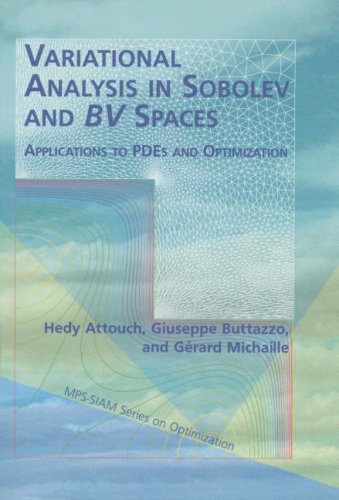 VARIATIONAL
ANALYSIS IN SOBOLEV
AND BV SPACES
APPLICATIONS TO PDES AND OPTIMIZATION
Hedy Attouch, Giuseppe Buttazzo,
and Gérard Michaille
MPS-SIAM Series on Optimization